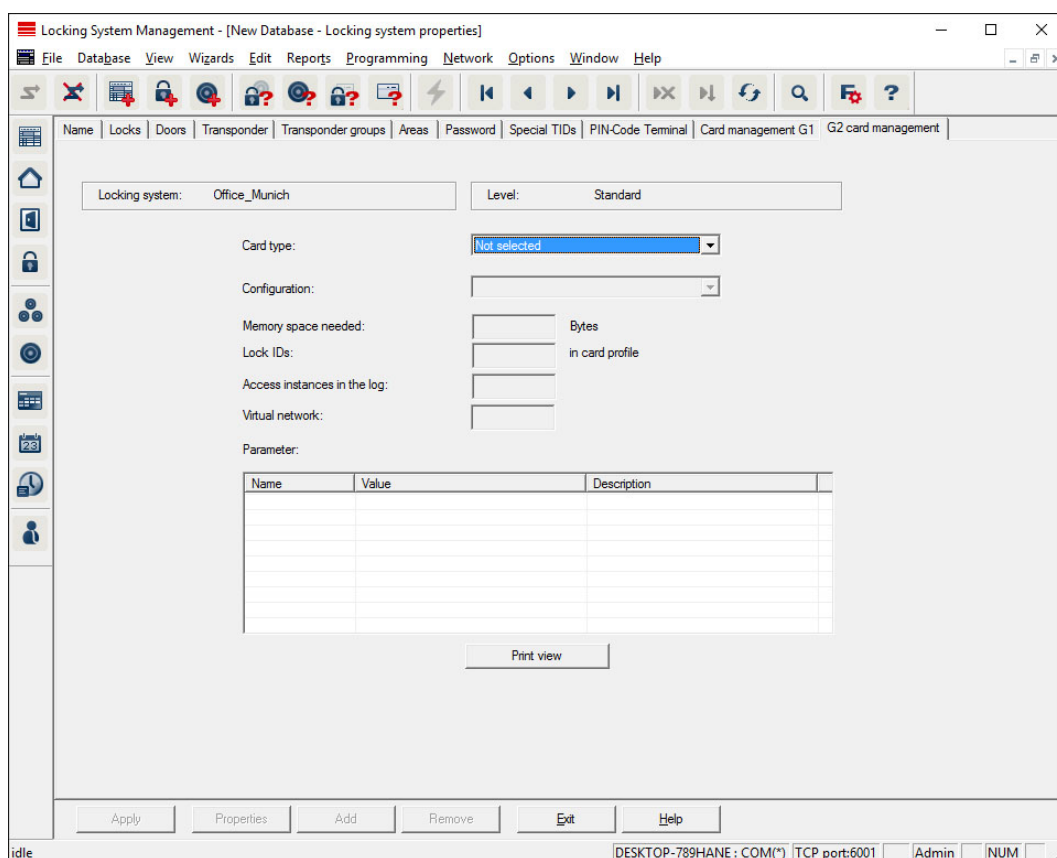 Locking System Management - [New Database - Locking system properties]
File Database View Wizards Edit Reports Programming Network Options Window Help
Name Locks Doors Transponder Transponder groups Areas Password Special TIDs PIN-Code Terminal Card management G1 G2 card management
Locking system: Office_Munich Level: Standard
Card type: Not selected
Configuration:
Memory space needed: Bytes
Lock IDs: in card profile
Access instances in the log:
Virtual network:
Parameter:
Name Value Description
Print view
Apply Properties Add Remove Exit Help
idle DESKTOP-789HANE : COM(*) TCP port:6001 Admin NUM